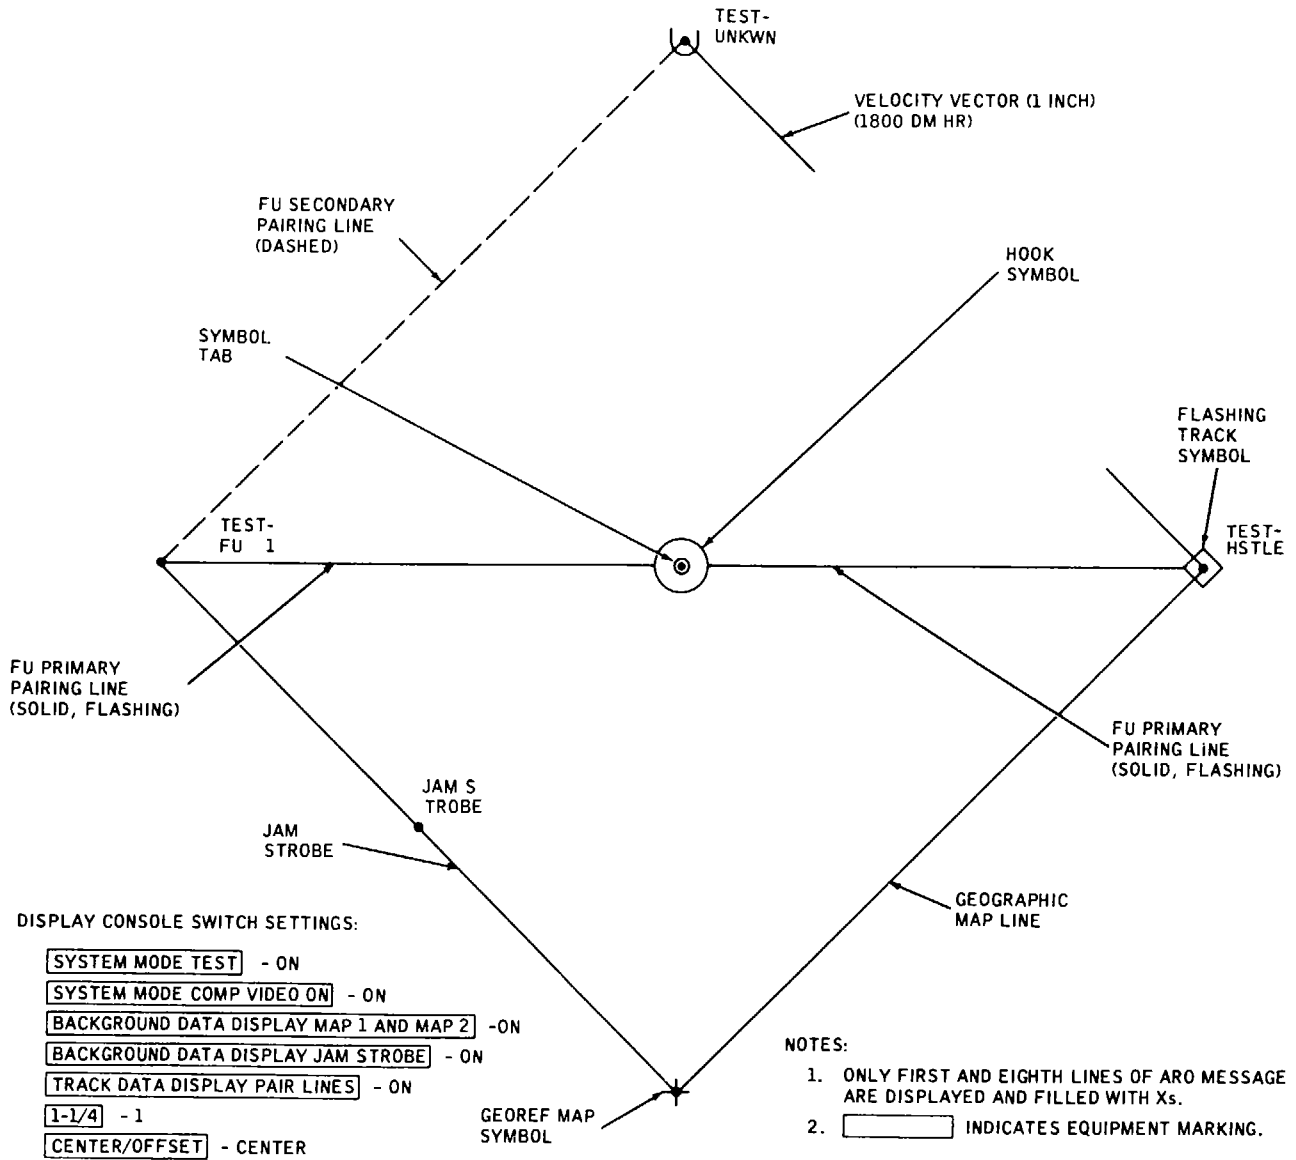 TEST-
UNKWN
VELOCITY VECTOR (1 INCH)
(1800 DM HR)
FU SECONDARY
PAIRING LINE
(DASHED)
HOOK
SYMBOL
SYMBOL
TAB
FLASHING
TRACK
SYMBOL
TEST-
FU 1
TEST-
HSTLE
FU PRIMARY
PAIRING LINE
(SOLID, FLASHING)
FU PRIMARY
PAIRING LINE
(SOLID, FLASHING)
JAM S
TROBE
JAM
STROBE
GEOGRAPHIC
MAP LINE
DISPLAY CONSOLE SWITCH SETTINGS:
SYSTEM MODE TEST - ON
SYSTEM MODE COMP VIDEO ON - ON
BACKGROUND DATA DISPLAY MAP 1 AND MAP 2 -ON
BACKGROUND DATA DISPLAY JAM STROBE - ON
TRACK DATA DISPLAY PAIR LINES - ON
1-1/4 - 1
CENTER/OFFSET - CENTER
GEOREF MAP
SYMBOL
NOTES:
1. ONLY FIRST AND EIGHTH LINES OF ARO MESSAGE
ARE DISPLAYED AND FILLED WITH Xs.
2. INDICATES EQUIPMENT MARKING.